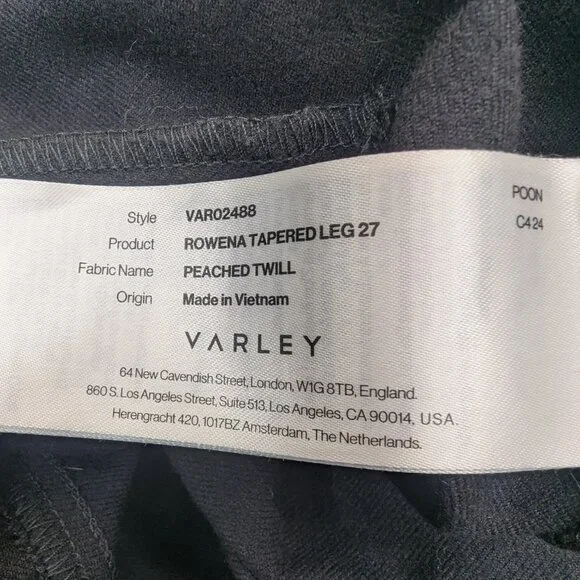 Style VAR02488
Product ROWENA TAPERED LEG 27
Fabric Name PEACHED TWILL
Origin Made in Vietnam
POON
C4 24
VARLEY
64 New Cavendish Street, London, W1G 8TB, England.
860 S. Los Angeles Street, Suite 513, Los Angeles, CA 90014, USA.
Herengracht 420, 1017BZ Amsterdam, The Netherlands.